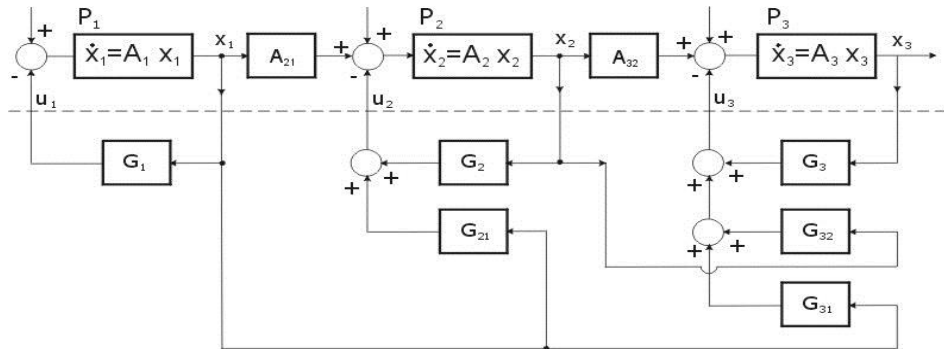 P₁
P₂
P₃
+
+ +
+ +
ẋ₁=A₁ x₁
x₁
A₂₁
ẋ₂=A₂ x₂
x₂
A₃₂
ẋ₃=A₃ x₃
x₃
-
-
-
u₁
u₂
u₃
G₁
G₂
G₃
+ +
+ +
G₂₁
G₃₂
+ +
G₃₁